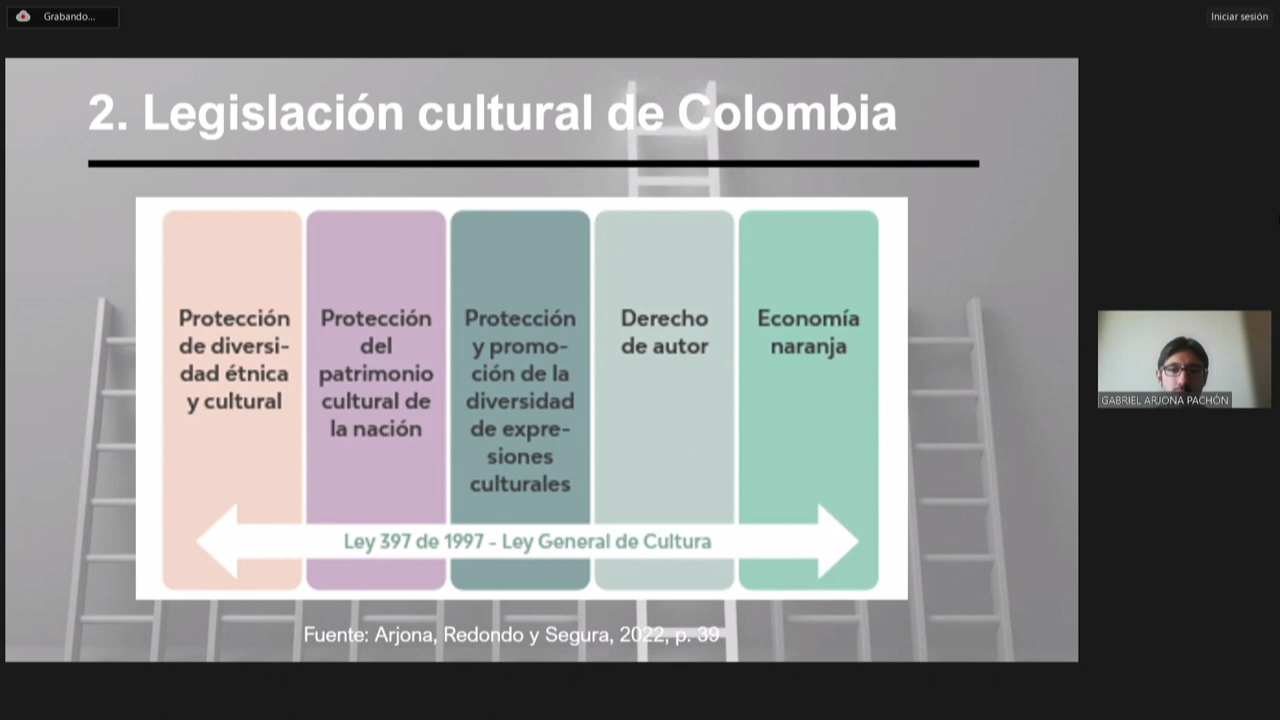 Grabando...
Iniciar sesión
2. Legislación cultural de Colombia
Protección
de diversi-
dad étnica
y cultural
Protección
del
patrimonio
cultural de
la nación
Protección
y promo-
ción de la
diversidad
de expre-
siones
culturales
Derecho
de autor
Economía
naranja
Ley 397 de 1997 - Ley General de Cultura
Fuente: Arjona, Redondo y Segura, 2022, p. 39
GABRIEL ARJONA PACHÓN